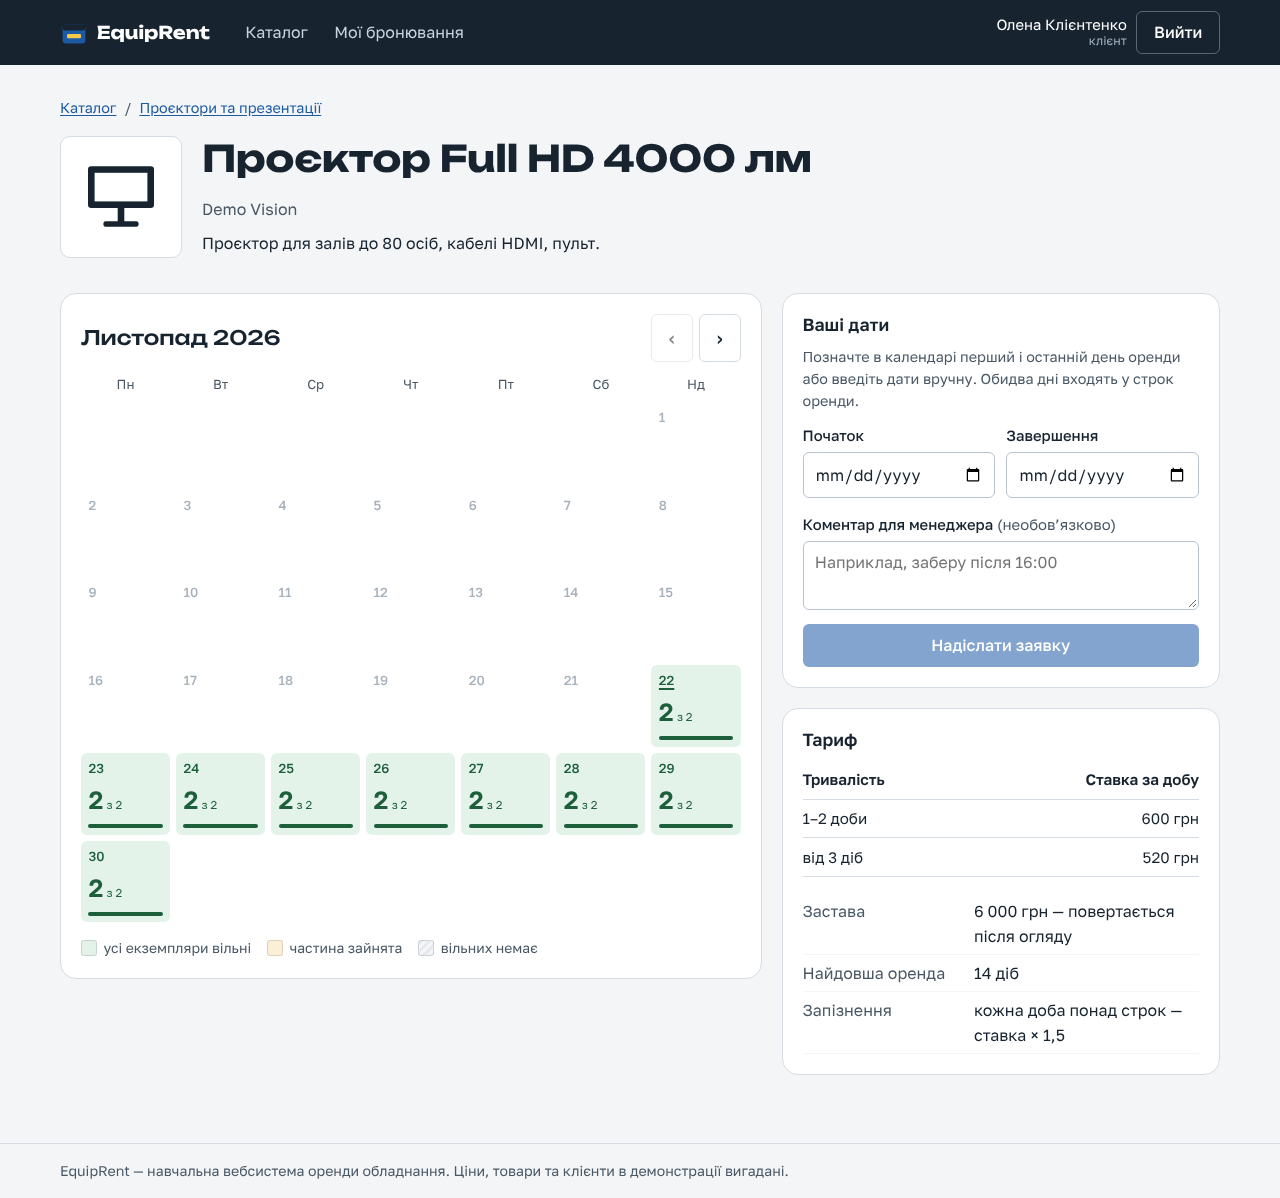 EquipRent
Каталог
Мої бронювання
Олена Клієнтенко
клієнт
Вийти
Каталог / Проєктори та презентації
Проєктор Full HD 4000 лм
Demo Vision
Проєктор для залів до 80 осіб, кабелі HDMI, пульт.
Листопад 2026
‹ ›
Пн Вт Ср Чт Пт Сб Нд
1
2 3 4 5 6 7 8
9 10 11 12 13 14 15
16 17 18 19 20 21 22
2 з 2
23 24 25 26 27 28 29
2 з 2 2 з 2 2 з 2 2 з 2 2 з 2 2 з 2 2 з 2
30
2 з 2
усі екземпляри вільні
частина зайнята
вільних немає
Ваші дати
Позначте в календарі перший і останній день оренди
або введіть дати вручну. Обидва дні входять у строк
оренди.
Початок Завершення
mm/dd/yyyy mm/dd/yyyy
Коментар для менеджера (необов’язково)
Наприклад, заберу після 16:00
Надіслати заявку
Тариф
Тривалість Ставка за добу
1–2 доби 600 грн
від 3 діб 520 грн
Застава 6 000 грн — повертається
після огляду
Найдовша оренда 14 діб
Запізнення кожна доба понад строк —
ставка × 1,5
EquipRent — навчальна вебсистема оренди обладнання. Ціни, товари та клієнти в демонстрації вигадані.